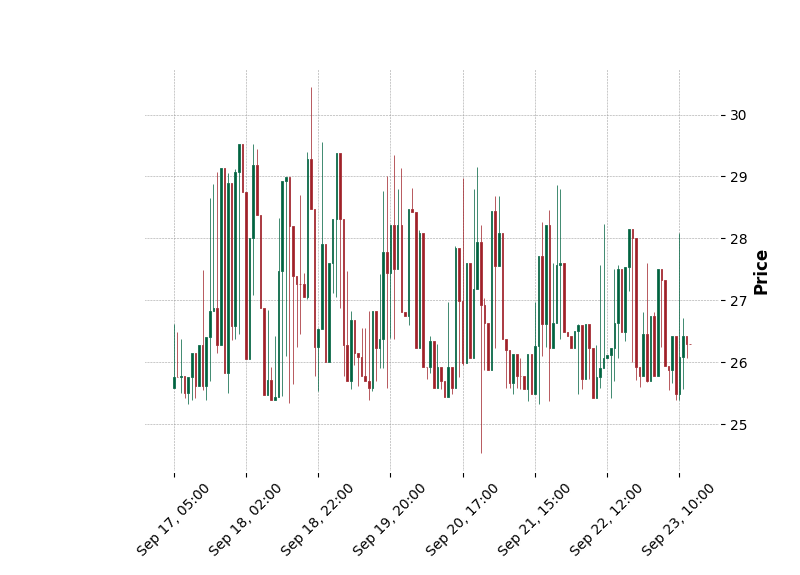 30
29
28
27
26
25
Price
Sep 17, 05:00
Sep 18, 02:00
Sep 18, 22:00
Sep 19, 20:00
Sep 20, 17:00
Sep 21, 15:00
Sep 22, 12:00
Sep 23, 10:00